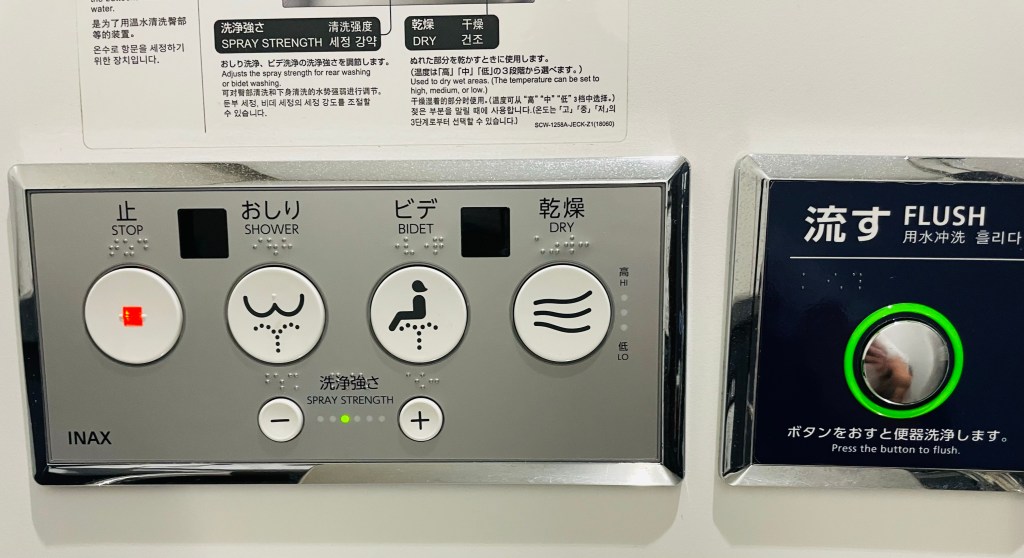 是为了用温水清洗臀部
等的装置。
온수로 항문을 세정하기
위한 장치입니다.
洗浄強さ 清洗强度
SPRAY STRENGTH 세정 강약
おしり洗浄、ビデ洗浄の洗浄強さを調節します。
Adjusts the spray strength for rear washing
or bidet washing.
可对臀部清洗和下身清洗的水势强弱进行调节。
둔부 세정, 비데 세정의 세정 강도를 조절할
수 있습니다.
乾燥 干燥
DRY 건조
ぬれた部分を乾かすときに使用します。
(温度は「高」「中」「低」の3段階から選べます。)
Used to dry wet areas. (The temperature can be set to
high, medium, or low.)
干燥湿着的部分时使用。(温度可从“高”“中”“低”3档中选择。)
젖은 부분을 말릴 때에 사용합니다.(온도는「고」「중」「저」의
3단계로부터 선택할 수 있습니다.)
SCW-1258A-JECK-Z1(18060)
止
STOP
おしり
SHOWER
ビデ
BIDET
乾燥
DRY
高
HI
低
LO
洗浄強さ
SPRAY STRENGTH
INAX
流す FLUSH
用水冲洗 흘리다
ボタンをおすと便器洗浄します。
Press the button to flush.